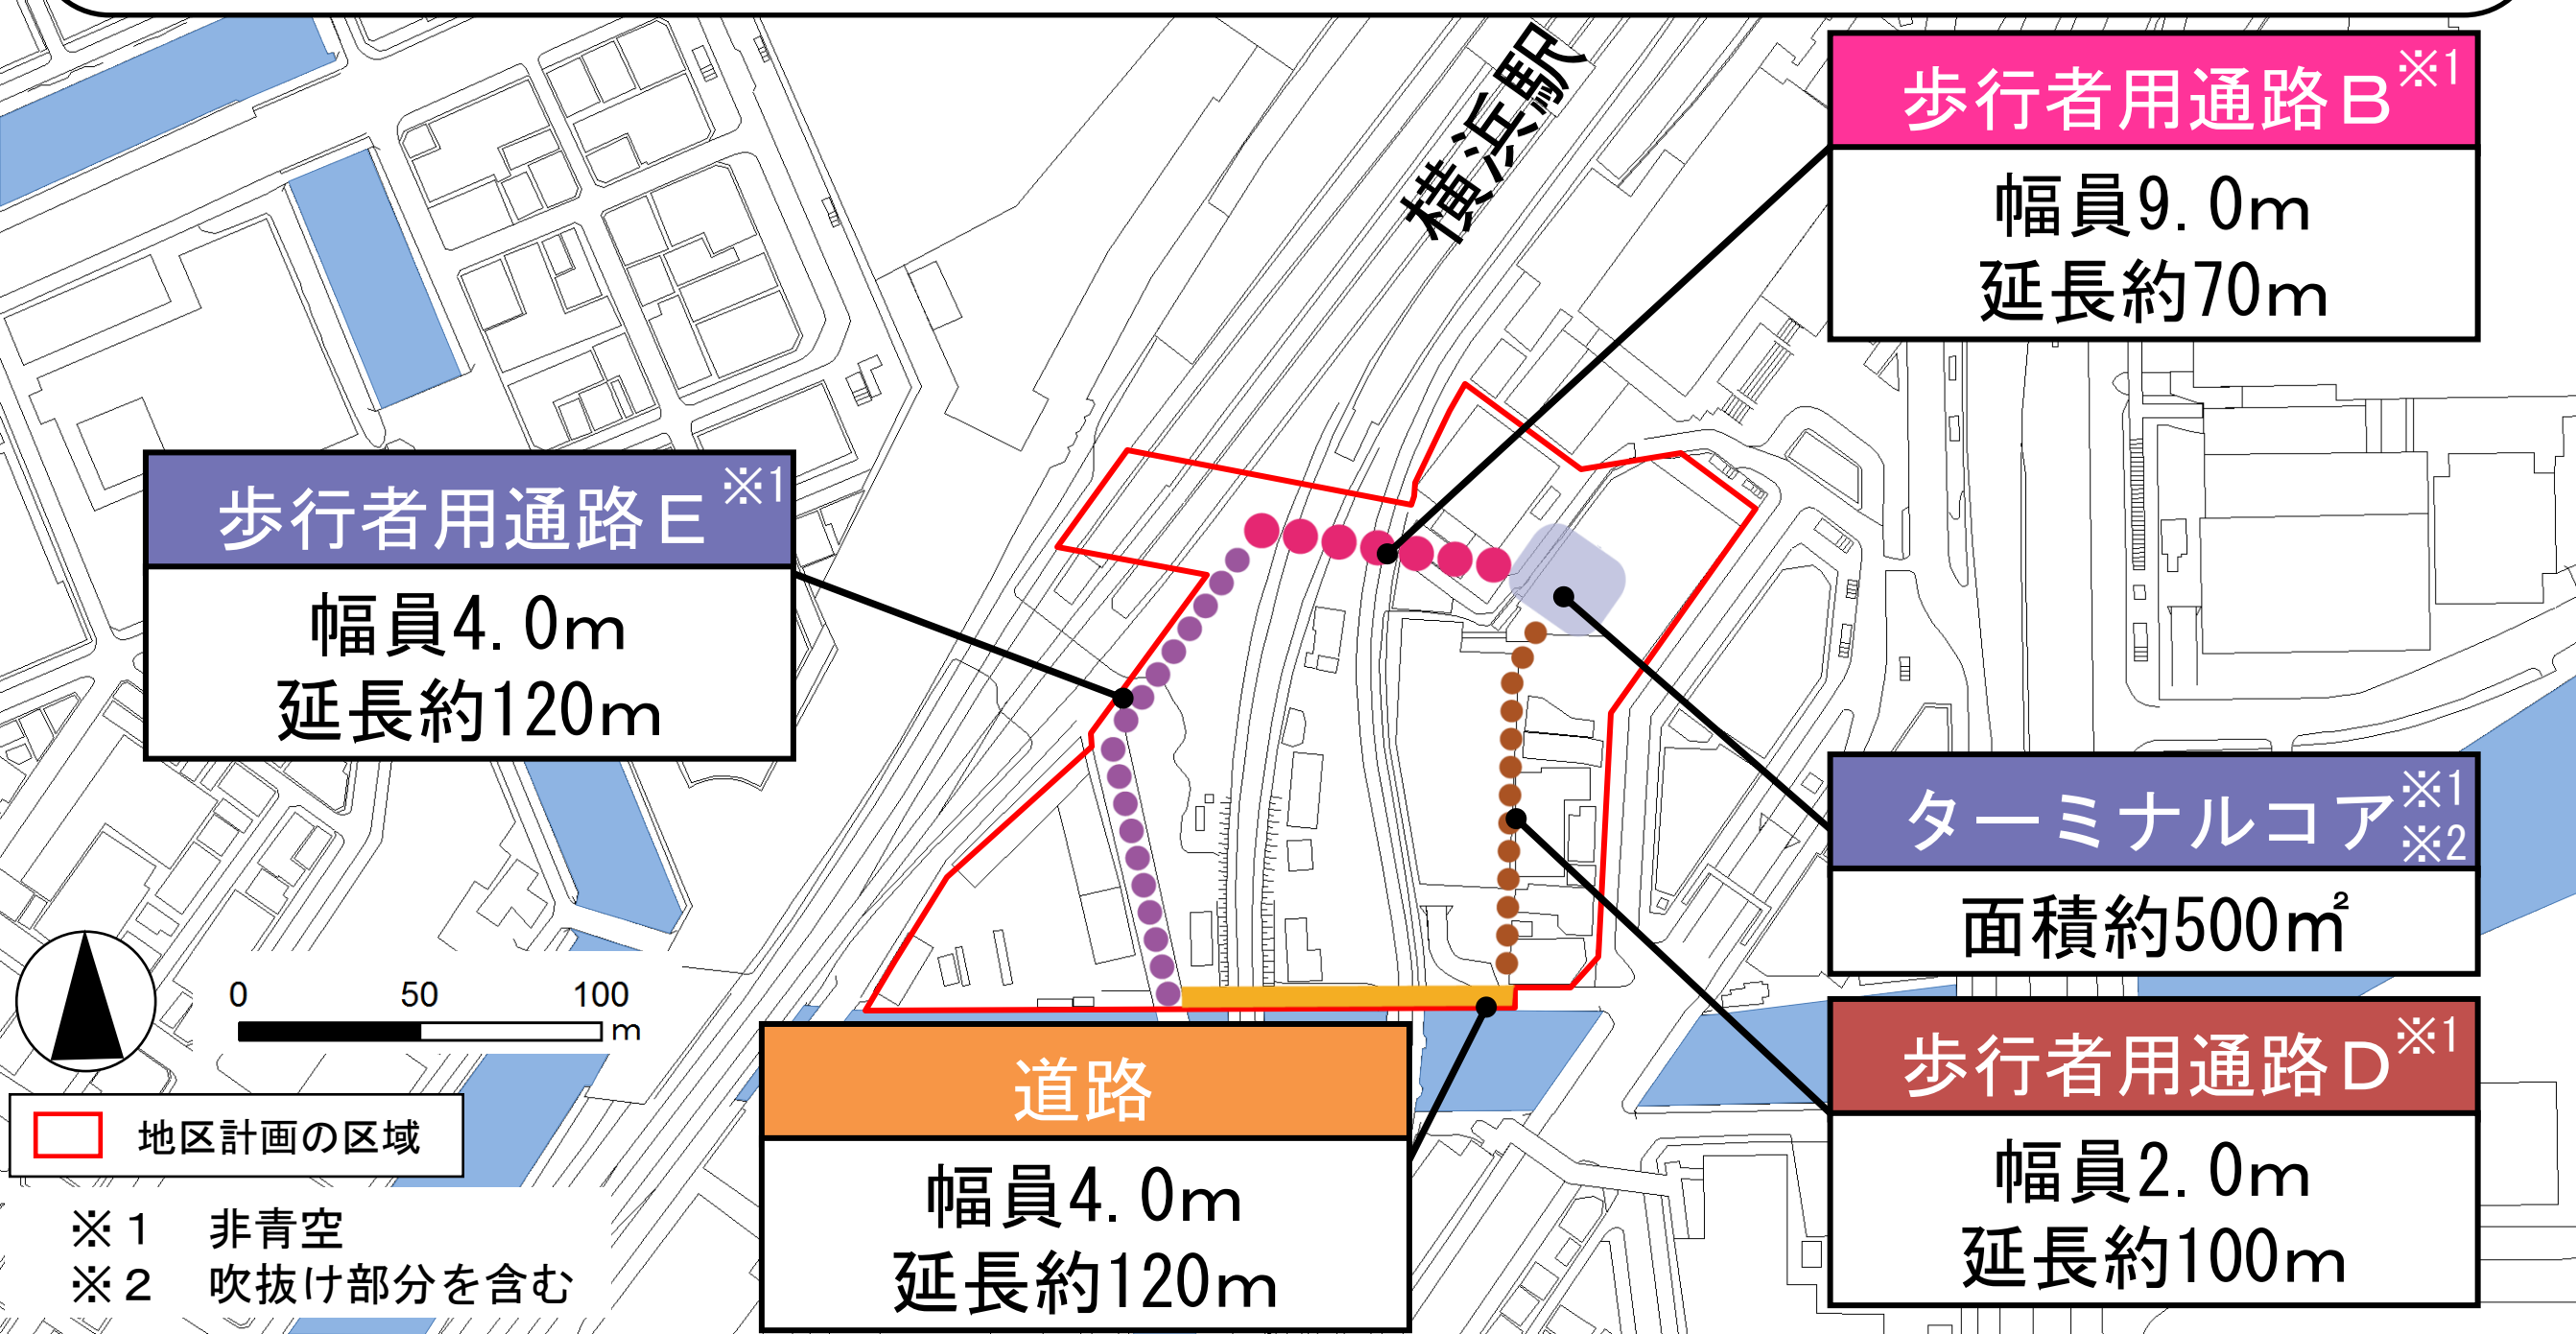 横浜駅
歩行者用通路B※1
幅員9.0m
延長約70m
歩行者用通路E※1
幅員4.0m
延長約120m
ターミナルコア※1
※2
面積約500㎡
歩行者用通路D※1
幅員2.0m
延長約100m
道路
幅員4.0m
延長約120m
0 50 100
m
地区計画の区域
※1 非青空
※2 吹抜け部分を含む